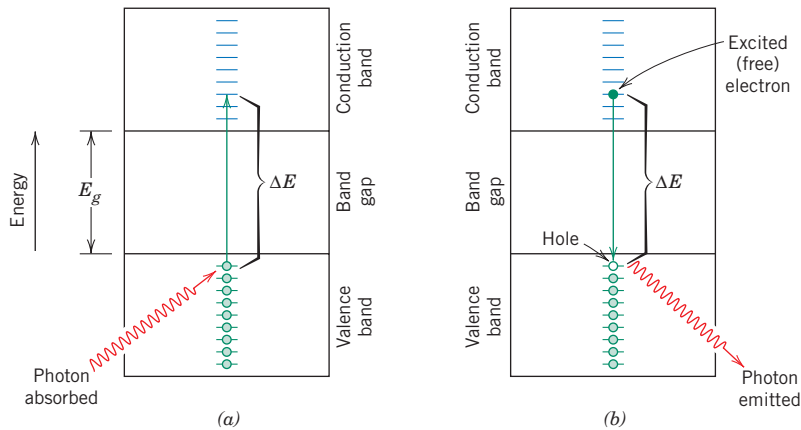 Energy
E_g
Conduction
band
Band
gap
Valence
band
ΔE
Photon
absorbed
(a)
Conduction
band
Band
gap
Valence
band
Excited
(free)
electron
ΔE
Hole
Photon
emitted
(b)